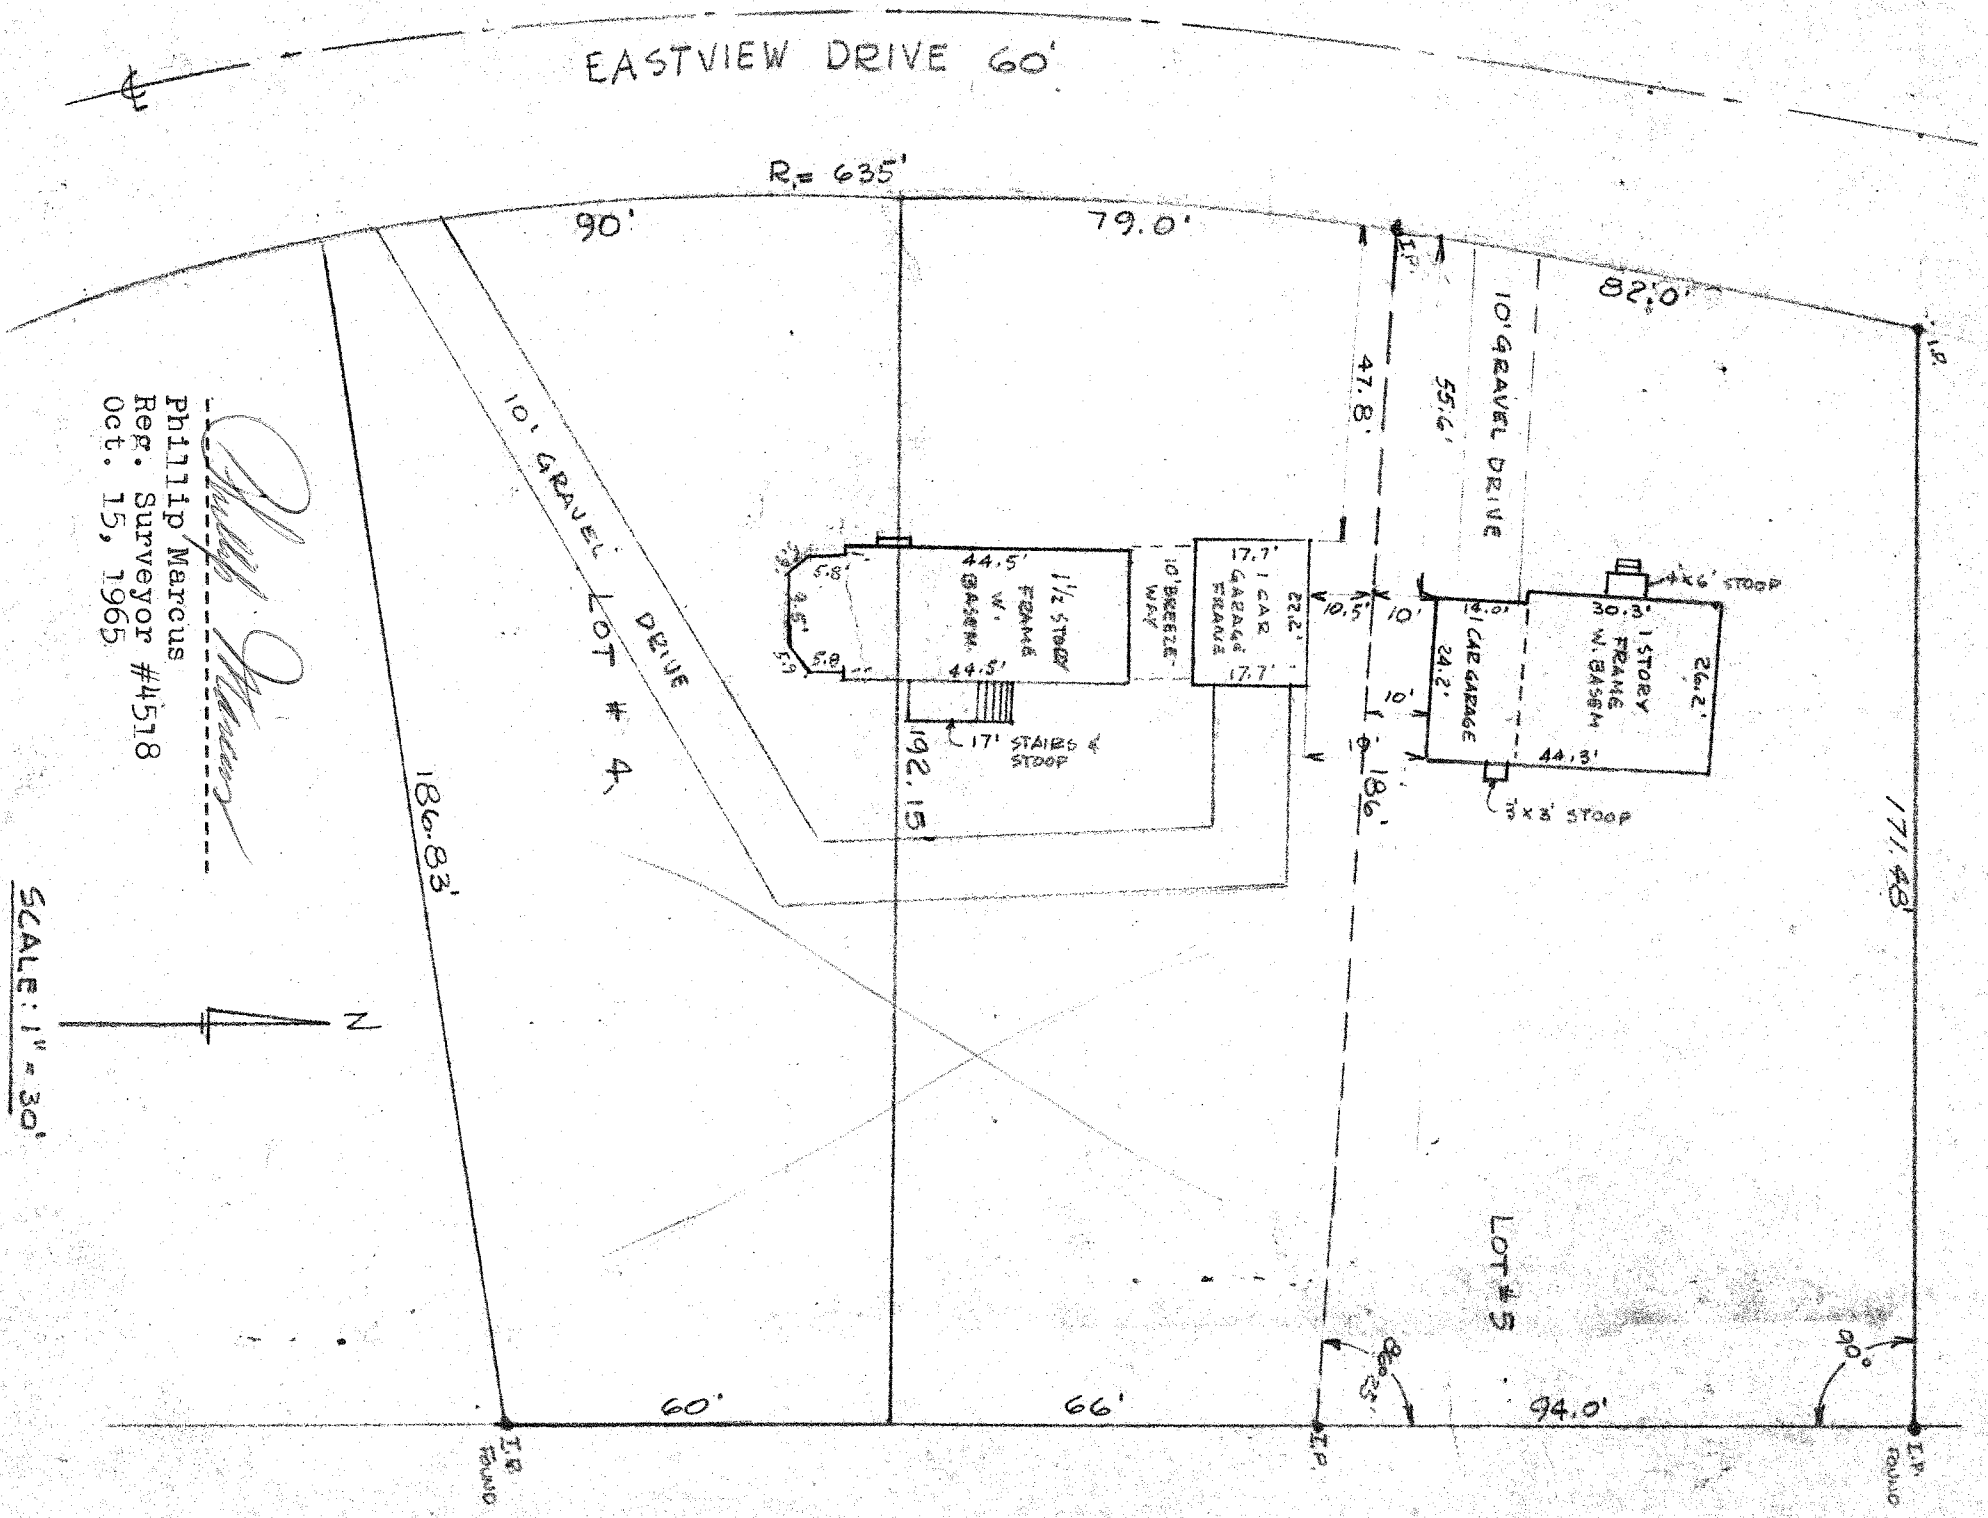 EASTVIEW DRIVE 60'
R.= 635'
90'
79.0'
82.0'
I.P.
I.P.
47.8'
55.6'
10' GRAVEL DRIVE
10' GRAVEL DRIVE
LOT # 4
5.8'
9.5'
5.9
5.8
44.5'
1½ STORY
FRAME
W.
BASEM.
44.5'
10' BREEZE-
WAY
17.7'
1 CAR
GARAGE
FRAME
22.2'
17.7'
10.5'
10'
14.0'
1 CAR GARAGE
24.2'
30.3'
1 STORY
FRAME
W. BASEM
26.2'
4'x6' STOOP
44.3'
3'x3' STOOP
10'
19'
186'
17' STAIRS &
STOOP
192.15'
186.83'
171.48'
Phillip Marcus
Phillip Marcus
Reg. Surveyor #4518
Oct. 15, 1965
SCALE: 1" = 30'
N
LOT #5
90°
60'
66'
94.0'
I.P.
FOUND
I.P.
I.P.
FOUND